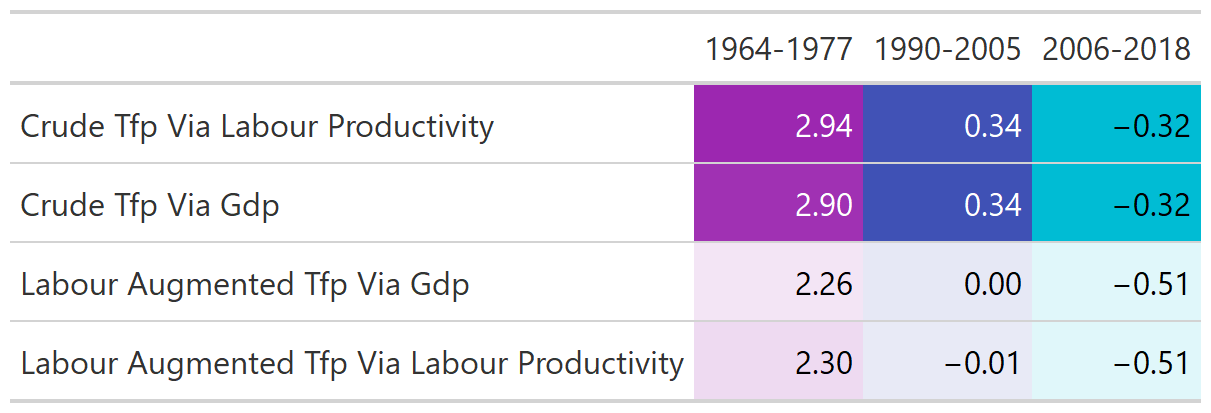 1964-1977 1990-2005 2006-2018
Crude Tfp Via Labour Productivity 2.94 0.34 −0.32
Crude Tfp Via Gdp 2.90 0.34 −0.32
Labour Augmented Tfp Via Gdp 2.26 0.00 −0.51
Labour Augmented Tfp Via Labour Productivity 2.30 −0.01 −0.51